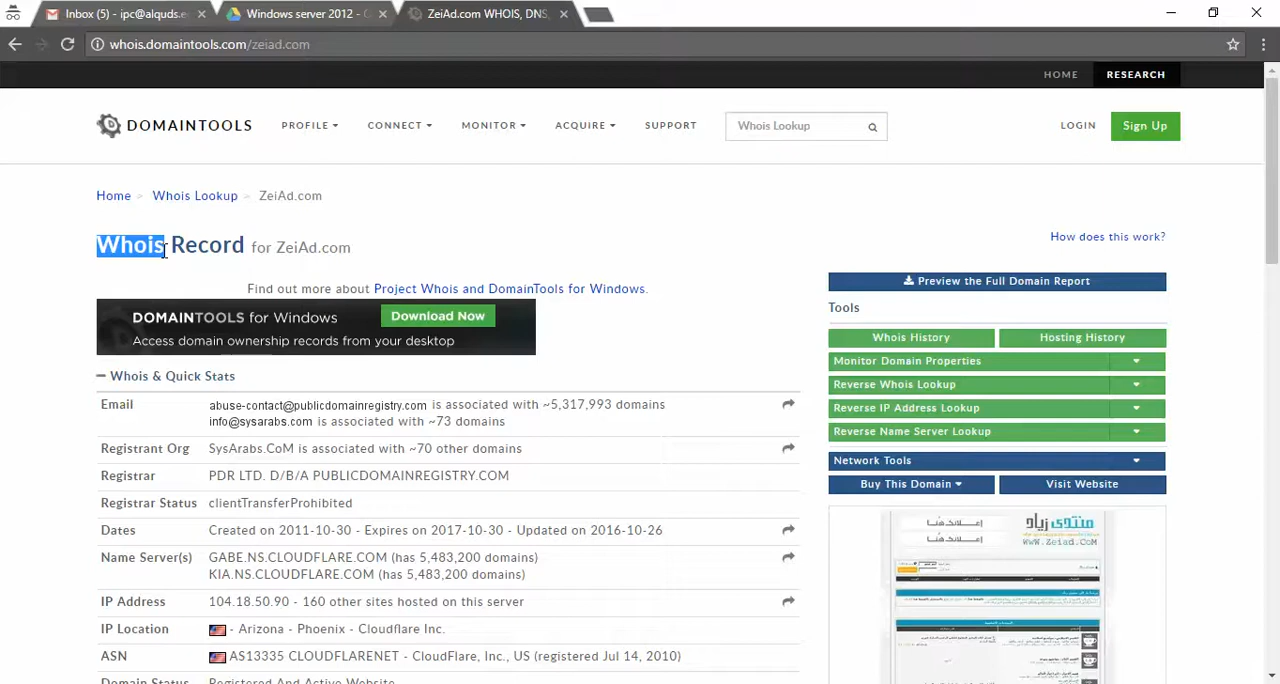 Inbox (5) - ipc@alquds.e
Windows server 2012 -
ZeiAd.com WHOIS, DNS,
whois.domaintools.com/zeiad.com
HOME RESEARCH
DOMAINTOOLS PROFILE CONNECT MONITOR ACQUIRE SUPPORT Whois Lookup LOGIN Sign Up
Home > Whois Lookup > ZeiAd.com
Whois Record for ZeiAd.com
How does this work?
Find out more about Project Whois and DomainTools for Windows.
DOMAINTOOLS for Windows Download Now
Access domain ownership records from your desktop
Whois & Quick Stats
Email abuse-contact@publicdomainregistry.com is associated with ~5,317,993 domains
info@sysarabs.com is associated with ~73 domains
Registrant Org SysArabs.CoM is associated with ~70 other domains
Registrar PDR LTD. D/B/A PUBLICDOMAINREGISTRY.COM
Registrar Status clientTransferProhibited
Dates Created on 2011-10-30 - Expires on 2017-10-30 - Updated on 2016-10-26
Name Server(s) GABE.NS.CLOUDFLARE.COM (has 5,483,200 domains)
KIA.NS.CLOUDFLARE.COM (has 5,483,200 domains)
IP Address 104.18.50.90 - 160 other sites hosted on this server
IP Location - Arizona - Phoenix - Cloudflare Inc.
ASN AS13335 - CloudFlare, Inc., US (registered Jul 14, 2010)
Domain Status Registered And Active Website
Preview the Full Domain Report
Tools
Whois History Hosting History
Monitor Domain Properties
Reverse Whois Lookup
Reverse IP Address Lookup
Reverse Name Server Lookup
Network Tools
Buy This Domain Visit Website
منتدى زياد
WwW.Zeiad.CoM